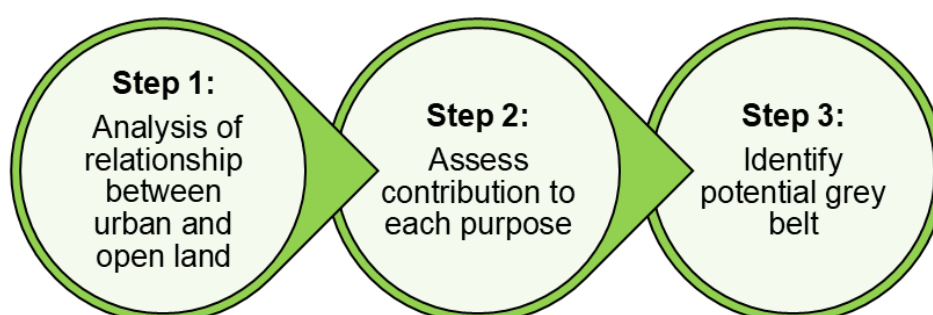 Step 1:
Analysis of
relationship
between
urban and
open land
Step 2:
Assess
contribution to
each purpose
Step 3:
Identify
potential grey
belt